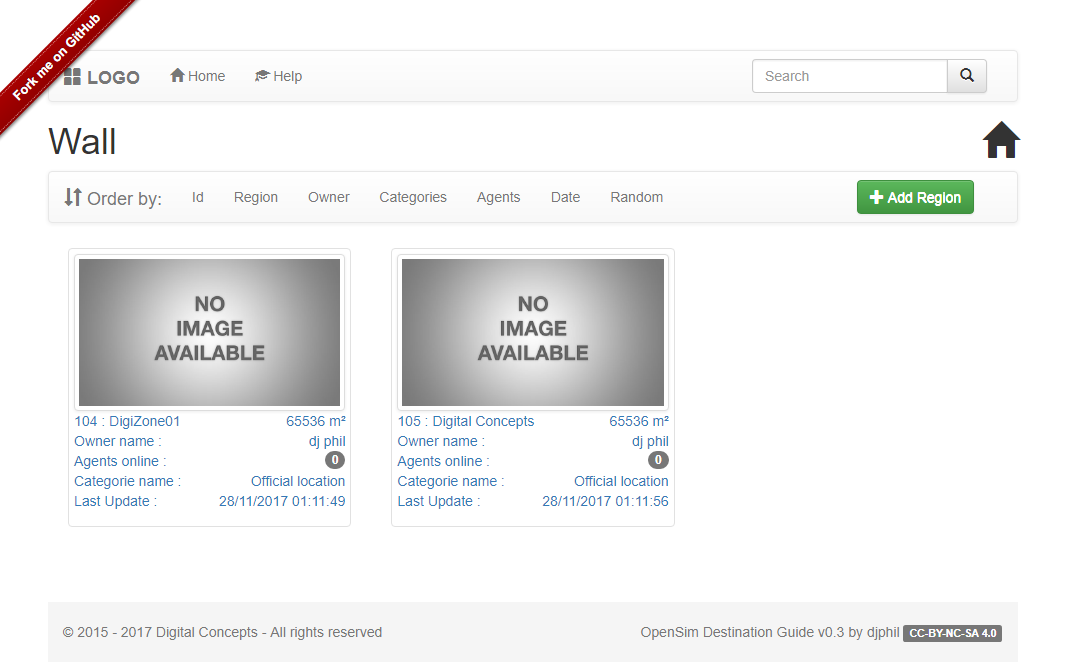 Fork me on GitHub
LOGO Home Help Search
Wall
Order by: Id Region Owner Categories Agents Date Random Add Region
NO
IMAGE
AVAILABLE
104 : DigiZone01 65536 m²
Owner name : dj phil
Agents online : 0
Categorie name : Official location
Last Update : 28/11/2017 01:11:49
NO
IMAGE
AVAILABLE
105 : Digital Concepts 65536 m²
Owner name : dj phil
Agents online : 0
Categorie name : Official location
Last Update : 28/11/2017 01:11:56
© 2015 - 2017 Digital Concepts - All rights reserved OpenSim Destination Guide v0.3 by djphil CC-BY-NC-SA 4.0